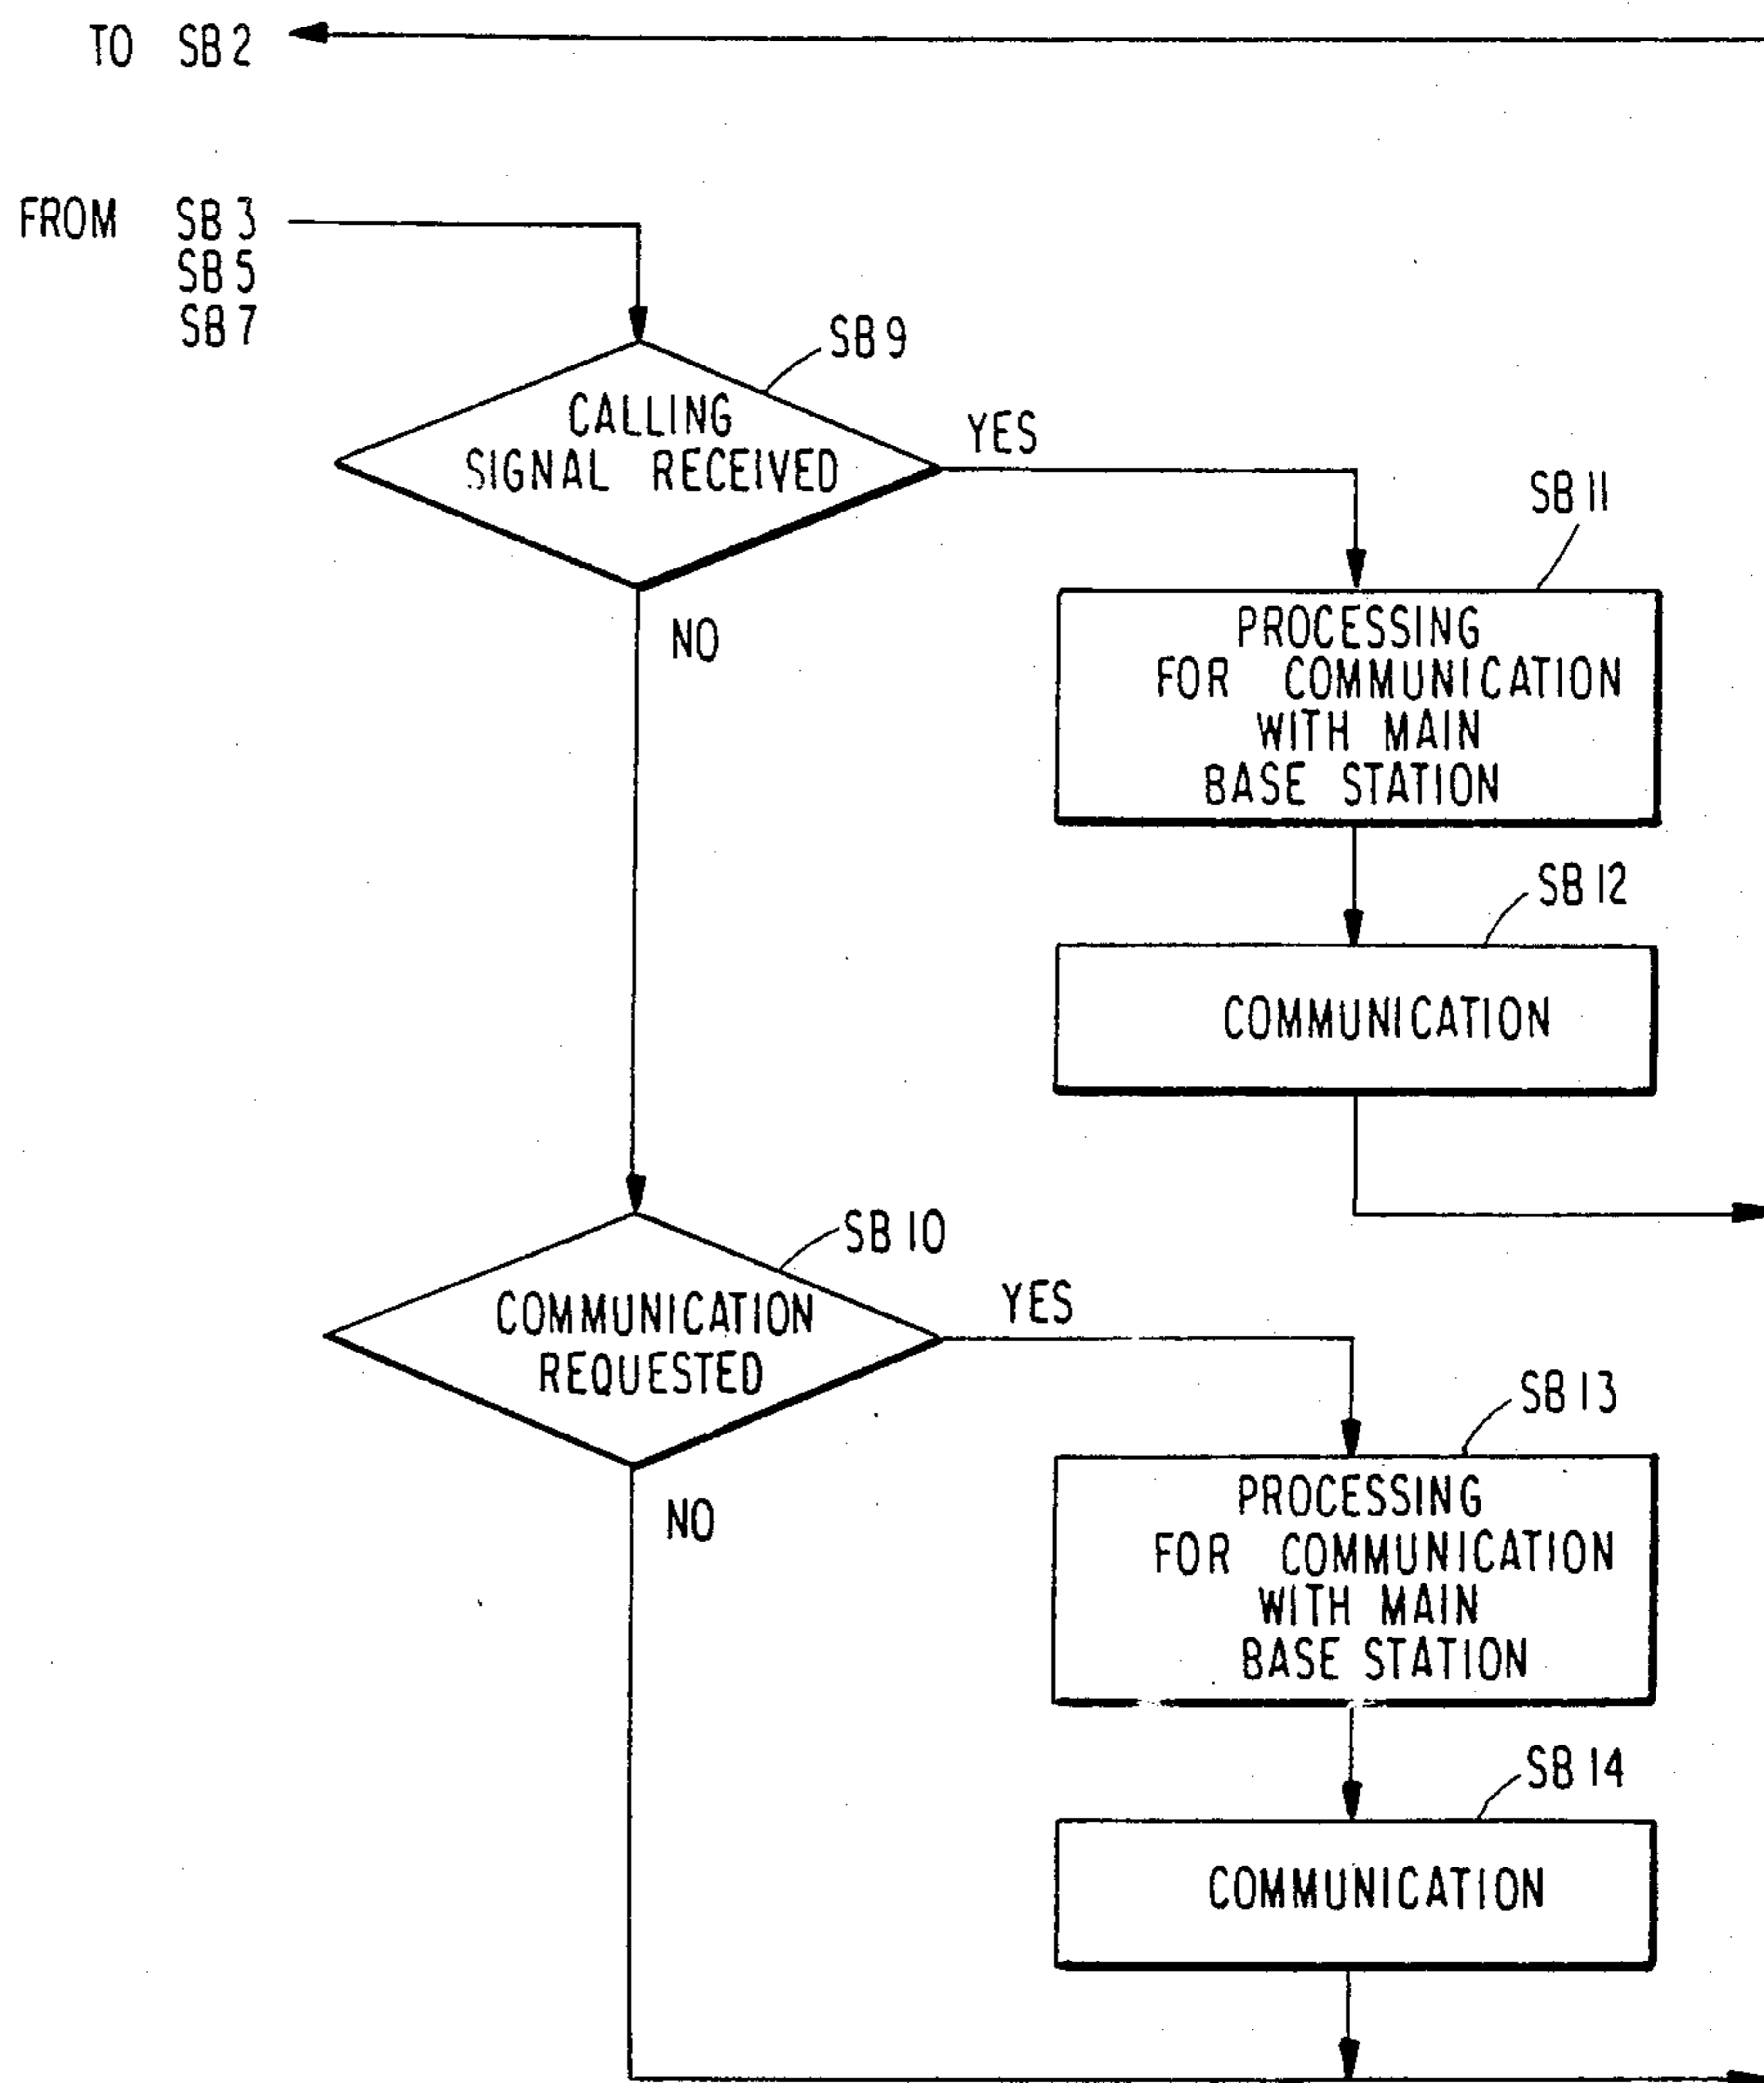 TO SB2
FROM SB3
SB5
SB7
SB9
CALLING
SIGNAL RECEIVED
YES
NO
SB11
PROCESSING
FOR COMMUNICATION
WITH MAIN
BASE STATION
SB12
COMMUNICATION
SB10
COMMUNICATION
REQUESTED
YES
NO
SB13
PROCESSING
FOR COMMUNICATION
WITH MAIN
BASE STATION
SB14
COMMUNICATION